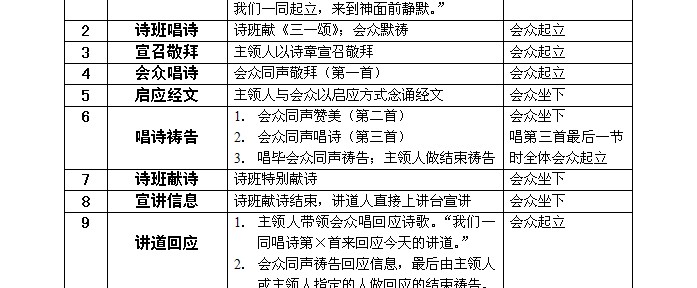 我们一同起立，来到神面前静默。”
2 诗班唱诗 诗班献《三一颂》；会众默祷 会众起立
3 宣召敬拜 主领人以诗章宣召敬拜 会众起立
4 会众唱诗 会众同声敬拜（第一首） 会众起立
5 启应经文 主领人与会众以启应方式念诵经文 会众坐下
6 1. 会众同声赞美（第二首） 会众坐下
唱诗祷告 2. 会众同声唱诗（第三首） 唱第三首最后一节
3. 唱毕会众同声祷告；主领人做结束祷告 时全体会众起立
7 诗班献诗 诗班特别献诗 会众坐下
8 宣讲信息 诗班献诗结束，讲道人直接上讲台宣讲 会众坐下
9 1. 主领人带领会众唱回应诗歌。“我们一 会众起立
讲道回应 同唱诗第×首来回应今天的讲道。”
2. 会众同声祷告回应信息，最后由主领人
或主领人指定的人做回应的结束祷告。